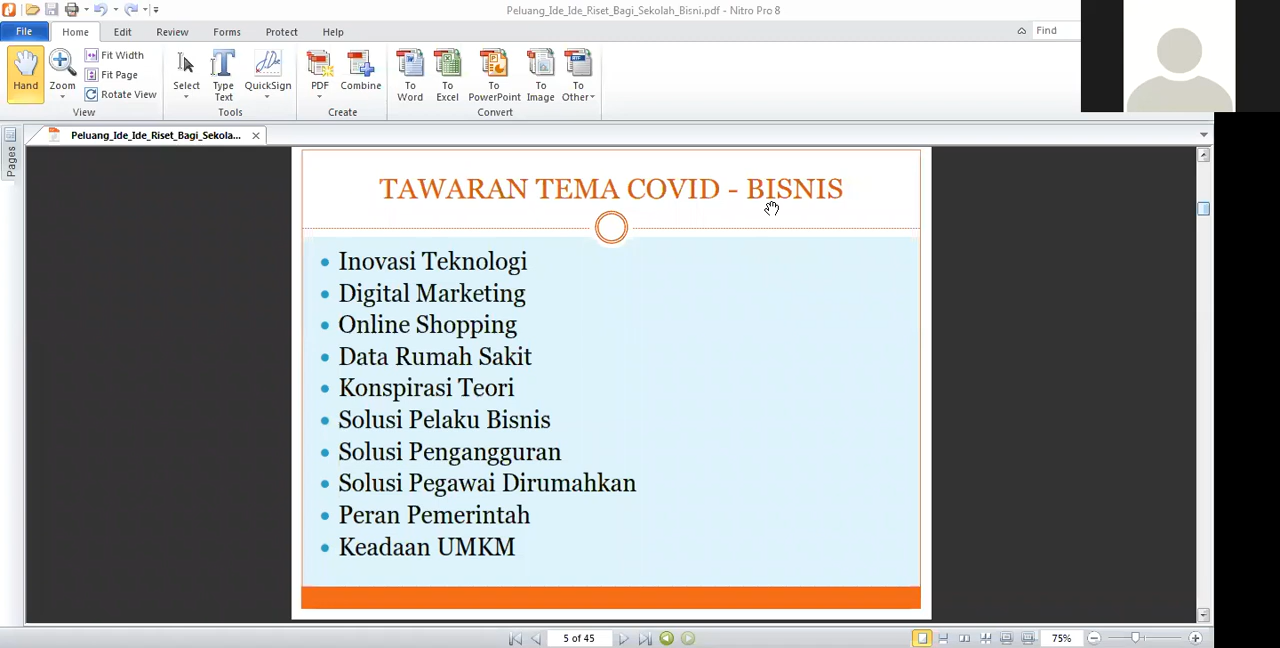 Peluang_Ide_Ide_Riset_Bagi_Sekolah_Bisni.pdf - Nitro Pro 8
File Home Edit Review Forms Protect Help Find
Hand
Zoom
Fit Width
Fit Page
Rotate View
View
Select
Type Text
QuickSign
Tools
PDF
Combine
Create
To Word
To Excel
To PowerPoint
To Image
To Other
Convert
Pages
Peluang_Ide_Ide_Riset_Bagi_Sekola...
TAWARAN TEMA COVID - BISNIS
Inovasi Teknologi
Digital Marketing
Online Shopping
Data Rumah Sakit
Konspirasi Teori
Solusi Pelaku Bisnis
Solusi Pengangguran
Solusi Pegawai Dirumahkan
Peran Pemerintah
Keadaan UMKM
5 of 45
75%